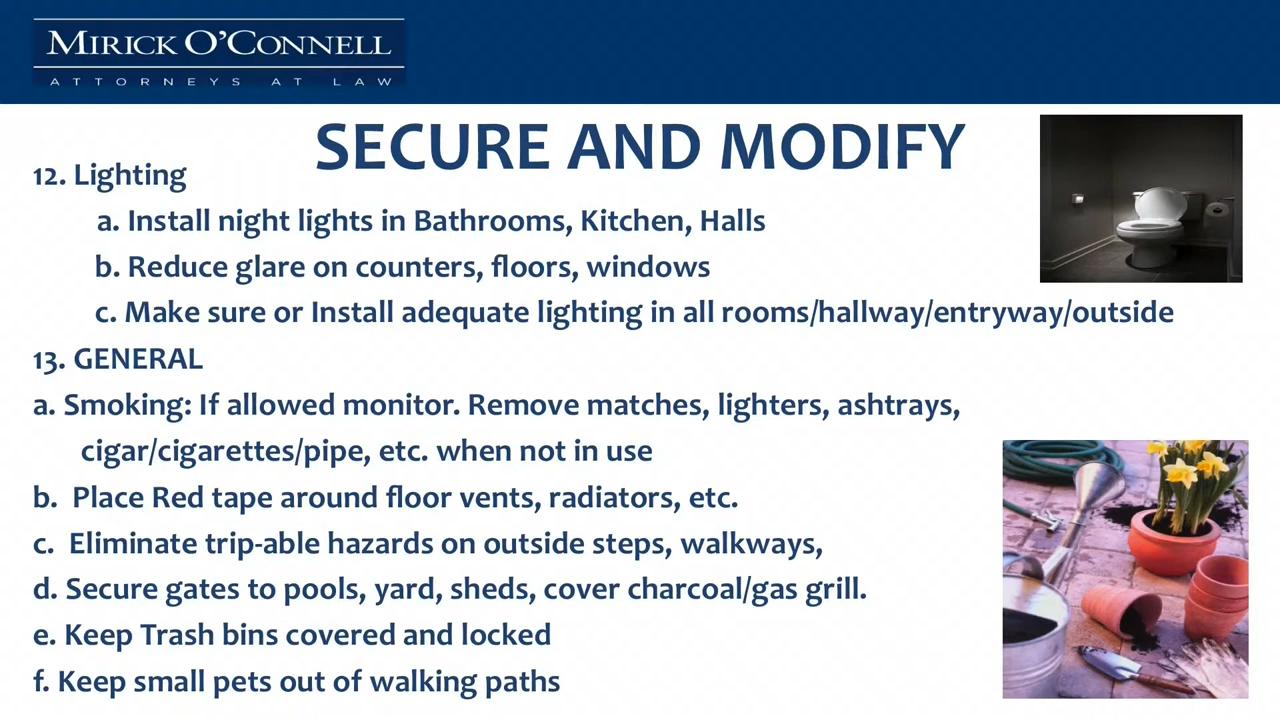 MIRICK O'CONNELL
ATTORNEYS AT LAW
SECURE AND MODIFY
12. Lighting
a. Install night lights in Bathrooms, Kitchen, Halls
b. Reduce glare on counters, floors, windows
c. Make sure or Install adequate lighting in all rooms/hallway/entryway/outside
13. GENERAL
a. Smoking: If allowed monitor. Remove matches, lighters, ashtrays,
cigar/cigarettes/pipe, etc. when not in use
b. Place Red tape around floor vents, radiators, etc.
c. Eliminate trip-able hazards on outside steps, walkways,
d. Secure gates to pools, yard, sheds, cover charcoal/gas grill.
e. Keep Trash bins covered and locked
f. Keep small pets out of walking paths